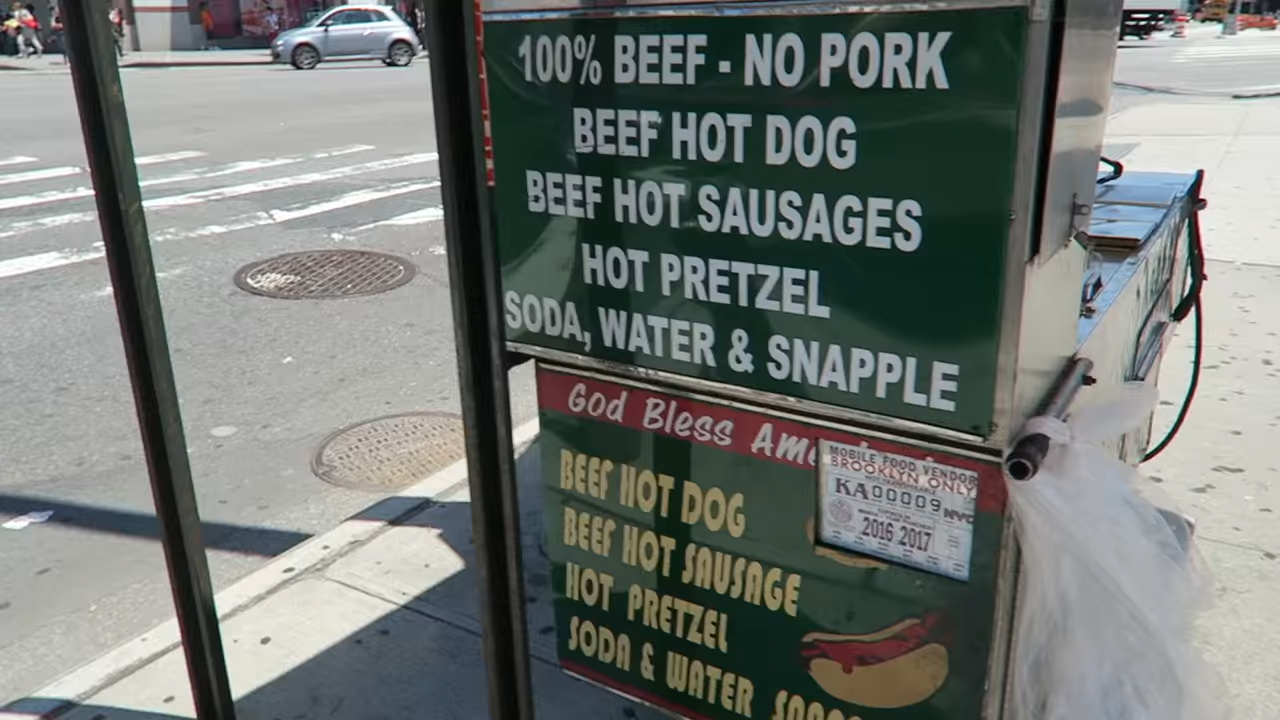 100% BEEF - NO PORK
BEEF HOT DOG
BEEF HOT SAUSAGES
HOT PRETZEL
SODA, WATER & SNAPPLE
God Bless
MOBILE FOOD VENDOR
BROOKLYN ONLY
KA00009 NYC
2016 2017
BEEF HOT DOG
BEEF HOT SAUSAGE
HOT PRETZEL
SODA & WATER